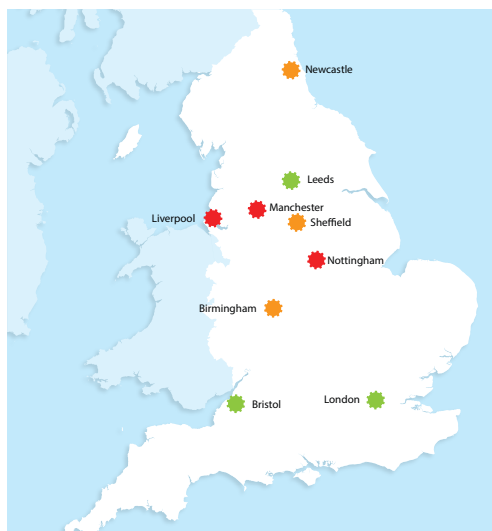 Newcastle
Leeds
Manchester
Liverpool
Sheffield
Nottingham
Birmingham
London
Bristol